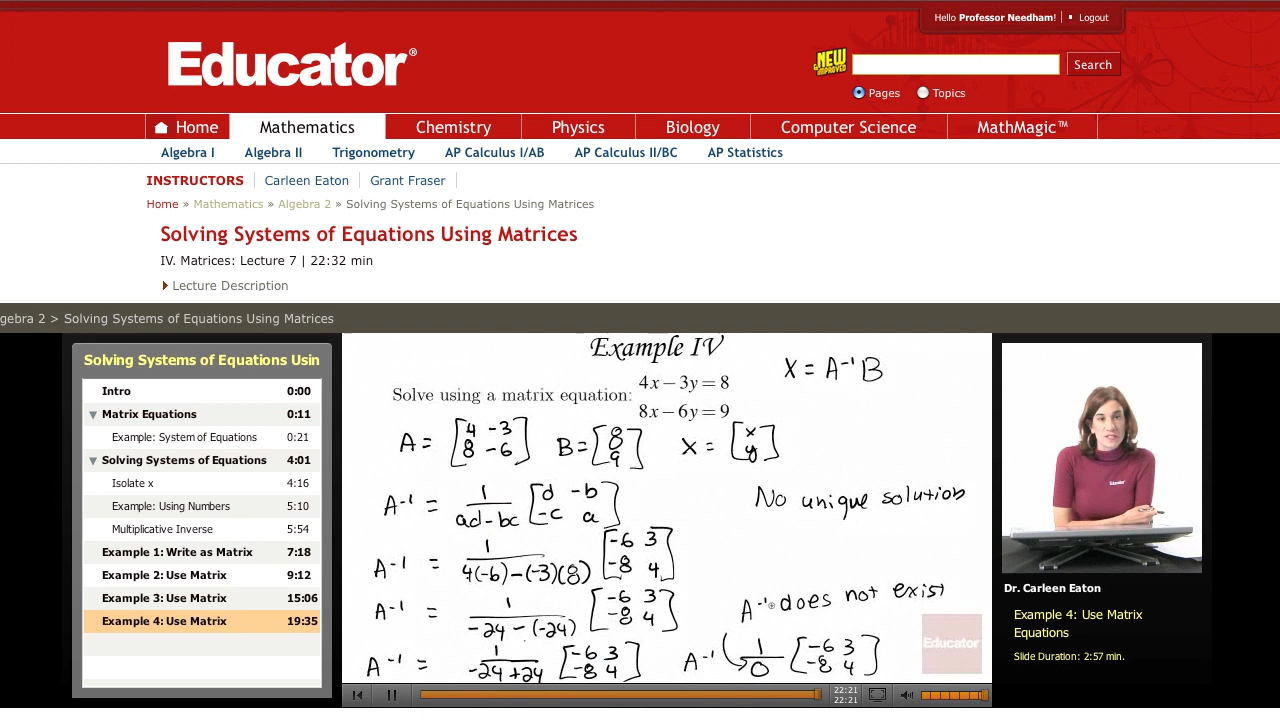 Hello Professor Needham! Logout
Educator®
NEW
& IMPROVED
Search
Pages Topics
Home Mathematics Chemistry Physics Biology Computer Science MathMagic™
Algebra I Algebra II Trigonometry AP Calculus I/AB AP Calculus II/BC AP Statistics
INSTRUCTORS Carleen Eaton Grant Fraser
Home » Mathematics » Algebra 2 » Solving Systems of Equations Using Matrices
Solving Systems of Equations Using Matrices
IV. Matrices: Lecture 7 | 22:32 min
Lecture Description
gebra 2 > Solving Systems of Equations Using Matrices
Solving Systems of Equations Usin
Intro 0:00
Matrix Equations 0:11
Example: System of Equations 0:21
Solving Systems of Equations 4:01
Isolate x 4:16
Example: Using Numbers 5:10
Multiplicative Inverse 5:54
Example 1: Write as Matrix 7:18
Example 2: Use Matrix 9:12
Example 3: Use Matrix 15:06
Example 4: Use Matrix 19:35
Example IV
X = A⁻¹ B
Solve using a matrix equation:
4x − 3y = 8
8x − 6y = 9
A = [4 -3
8 -6] B = [8
9] X = [x
y]
A⁻¹ = 1/(ad-bc) [d -b
-c a]
No unique solution
A⁻¹ = 1/(4(-6)-(-3)(8)) [-6 3
-8 4]
A⁻¹ = 1/(-24-(-24)) [-6 3
-8 4]
A⁻¹ does not exist
A⁻¹ = 1/(-24+24) [-6 3
-8 4]
A⁻¹ 1/0 [-6 3
-8 4]
Educator
22:21
22:21
Educator
Dr. Carleen Eaton
Example 4: Use Matrix
Equations
Slide Duration: 2:57 min.